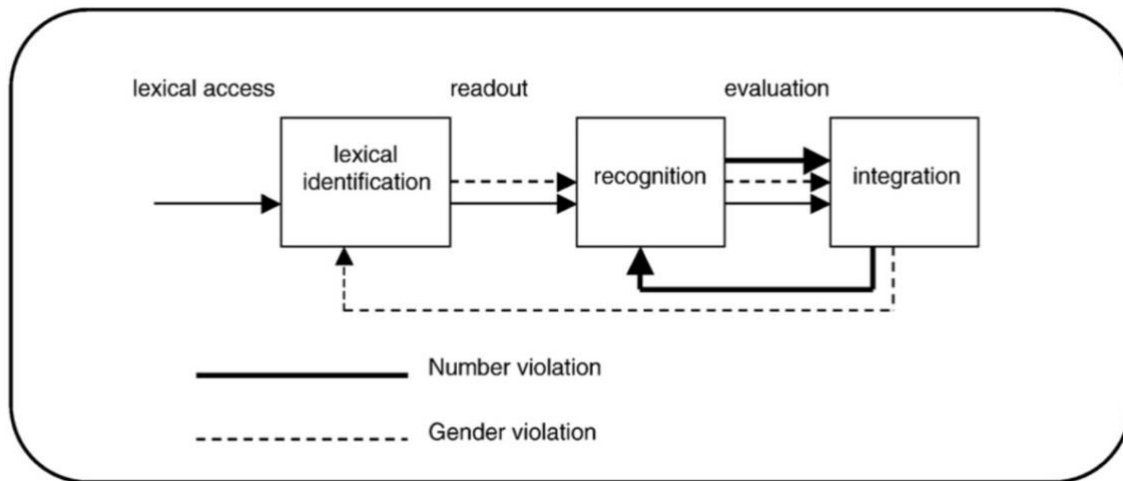 lexical access
readout
evaluation
lexical
identification
recognition
integration
Number violation
Gender violation